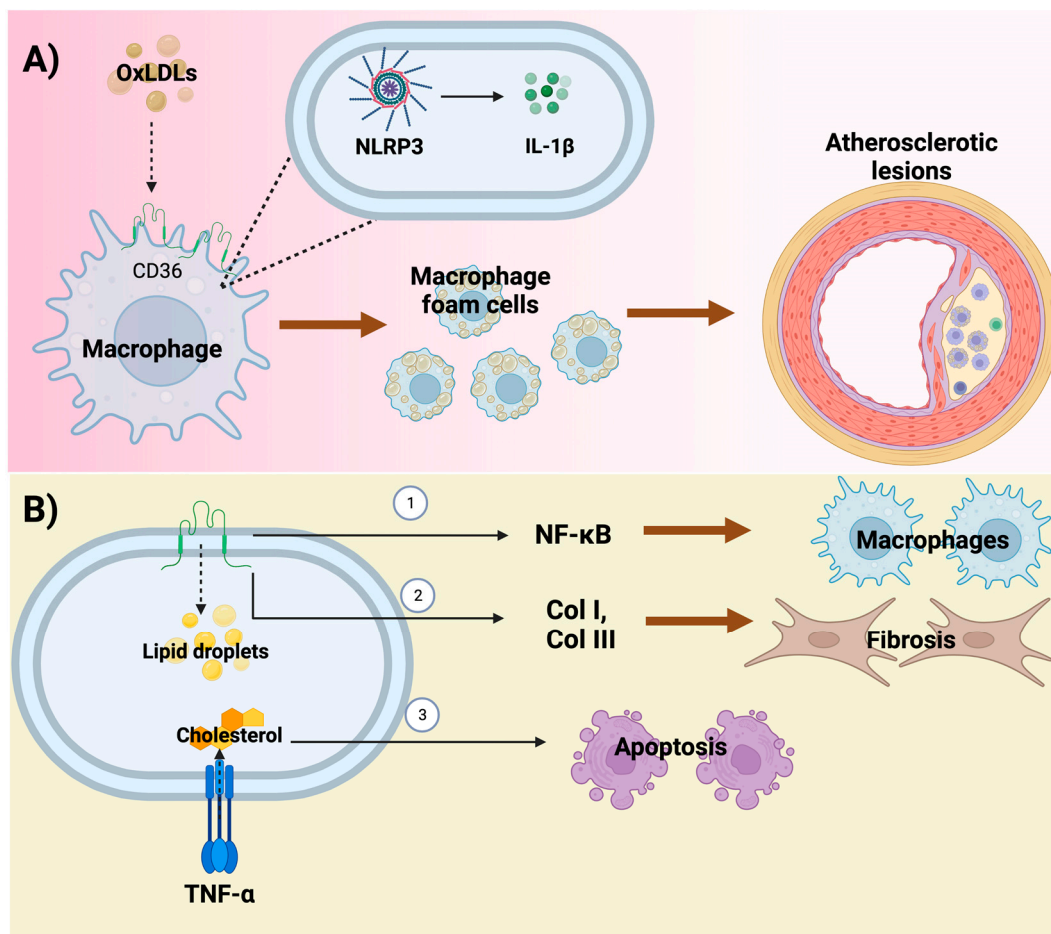 A)
OxLDLs
NLRP3
IL-1β
CD36
Macrophage
Macrophage
foam cells
Atherosclerotic
lesions
B)
1
NF-κB
Macrophages
2
Col I,
Col III
Fibrosis
Lipid droplets
3
Cholesterol
Apoptosis
TNF-α